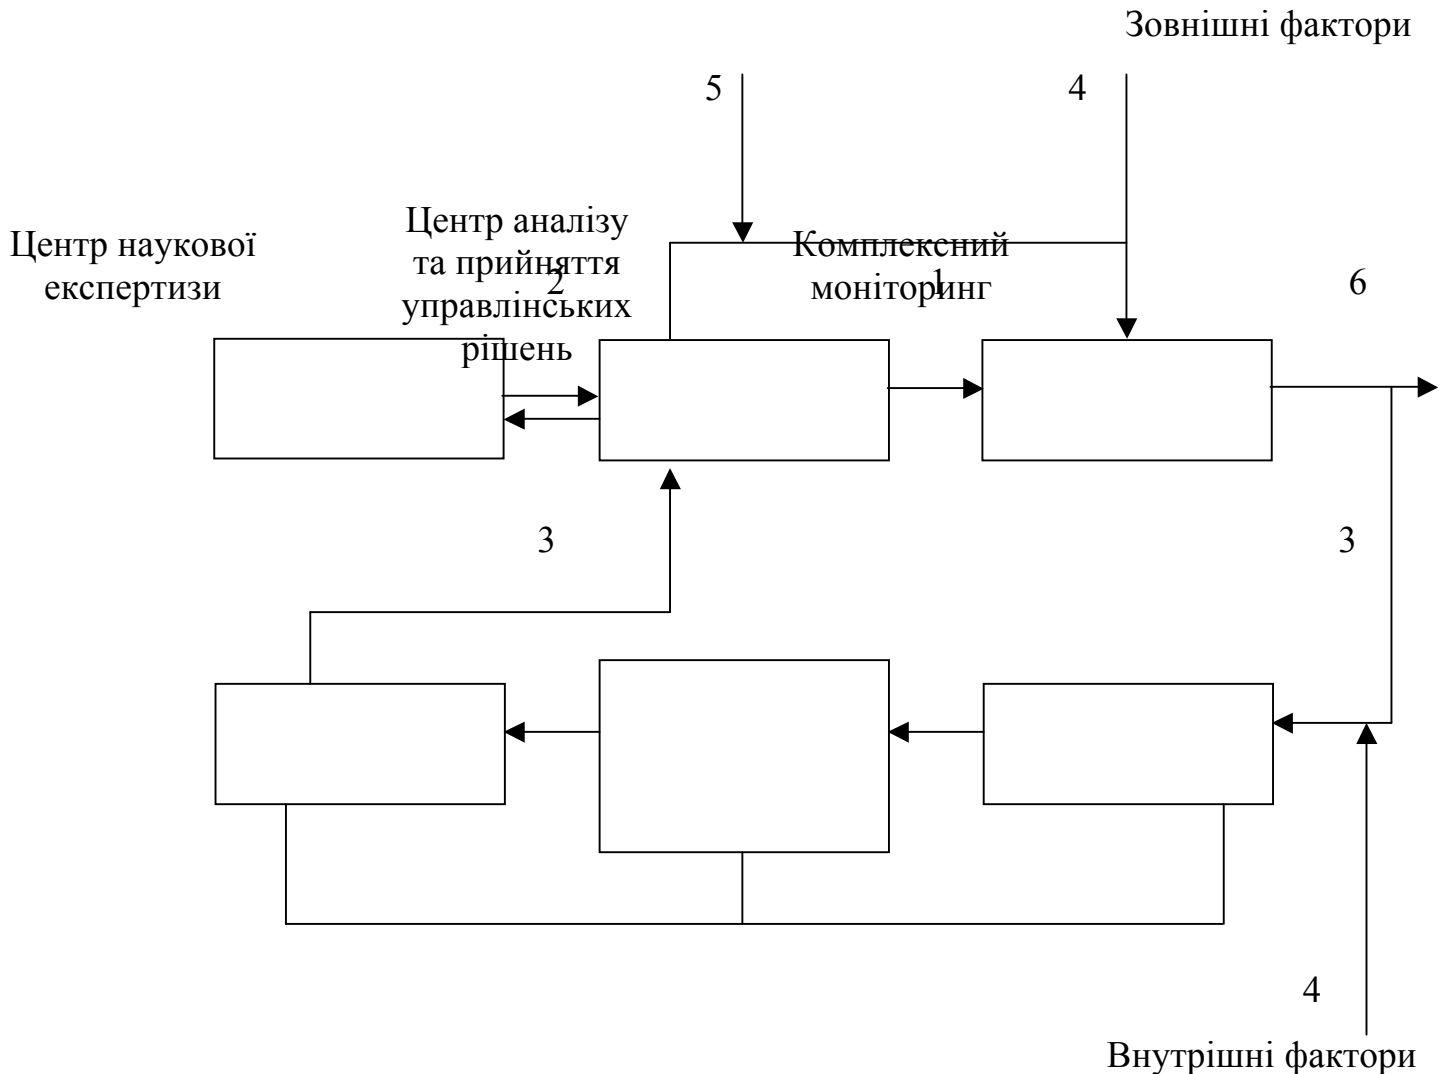 Зовнішні фактори
5
4
Центр наукової
експертизи
Центр аналізу
та прийняття
управлінських
рішень
2
Комплексний
моніторинг
1
6
3
3
4
Внутрішні фактори